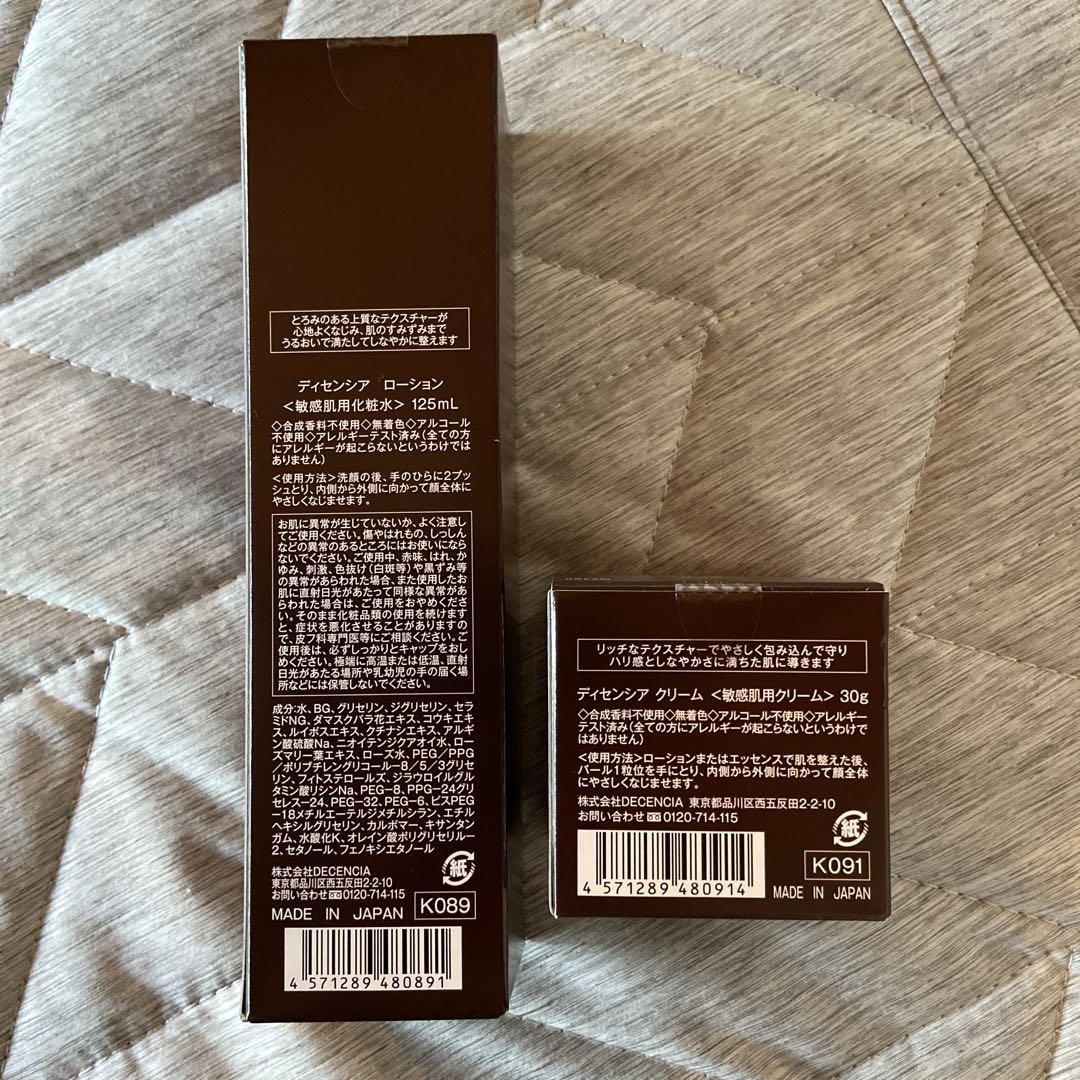 とろみのある上質なテクスチャーが
心地よくなじみ、肌のすみずみまで
うるおいで満たしてしなやかに整えます
ディセンシア ローション
＜敏感肌用化粧水＞ 125mL
◇合成香料不使用◇無着色◇アルコール
不使用◇アレルギーテスト済み（全ての方
にアレルギーが起こらないというわけでは
ありません）
＜使用方法＞洗顔の後、手のひらに2プッ
シュとり、内側から外側に向かって顔全体に
やさしくなじませます。
お肌に異常が生じていないか、よく注意し
てご使用ください。傷やはれもの、しっしん
などの異常のあるところにはお使いになら
ないでください。ご使用中、赤味、はれ、か
ゆみ、刺激、色抜け（白斑等）や黒ずみ等
の異常があらわれた場合、また使用したお
肌に直射日光があたって同様な異常があ
らわれた場合は、ご使用をおやめくださ
い。そのまま化粧品類の使用を続けます
と、症状を悪化させることがありますの
で、皮フ科専門医等にご相談ください。ご
使用後は、必ずしっかりとキャップをおし
めください。極端に高温または低温、直射
日光があたる場所や乳幼児の手の届く場
所などには保管しないでください。
成分：水、BG、グリセリン、ジグリセリン、セラ
ミドNG、ダマスクバラ花エキス、コウキエキ
ス、ルイボスエキス、クチナシエキス、アルギ
ン酸硫酸Na、ニオイテンジクアオイ水、ロー
ズマリー葉エキス、ローズ水、PEG／PPG
／ポリブチレングリコール－8／5／3グリセ
リン、フィトステロールズ、ジラウロイルグル
タミン酸リシンNa、PEG－8、PPG－24グリ
セレス－24、PEG－32、PEG－6、ビスPEG
－18メチルエーテルジメチルシラン、エチル
ヘキシルグリセリン、カルボマー、キサンタン
ガム、水酸化K、オレイン酸ポリグリセリル－
2、セタノール、フェノキシエタノール
株式会社DECENCIA
東京都品川区西五反田2-2-10
お問い合わせ 0120-714-115
紙
MADE IN JAPAN K089
4 571289 480891
CREAM
リッチなテクスチャーでやさしく包み込んで守り
ハリ感としなやかさに満ちた肌に導きます
ディセンシア クリーム ＜敏感肌用クリーム＞ 30g
◇合成香料不使用◇無着色◇アルコール不使用◇アレルギー
テスト済み（全ての方にアレルギーが起こらないというわけで
はありません）
＜使用方法＞ローションまたはエッセンスで肌を整えた後、
パール1粒位を手にとり、内側から外側に向かって顔全体に
やさしくなじませます。
株式会社DECENCIA 東京都品川区西五反田2-2-10
お問い合わせ 0120-714-115
紙
K091
4 571289 480914
MADE IN JAPAN